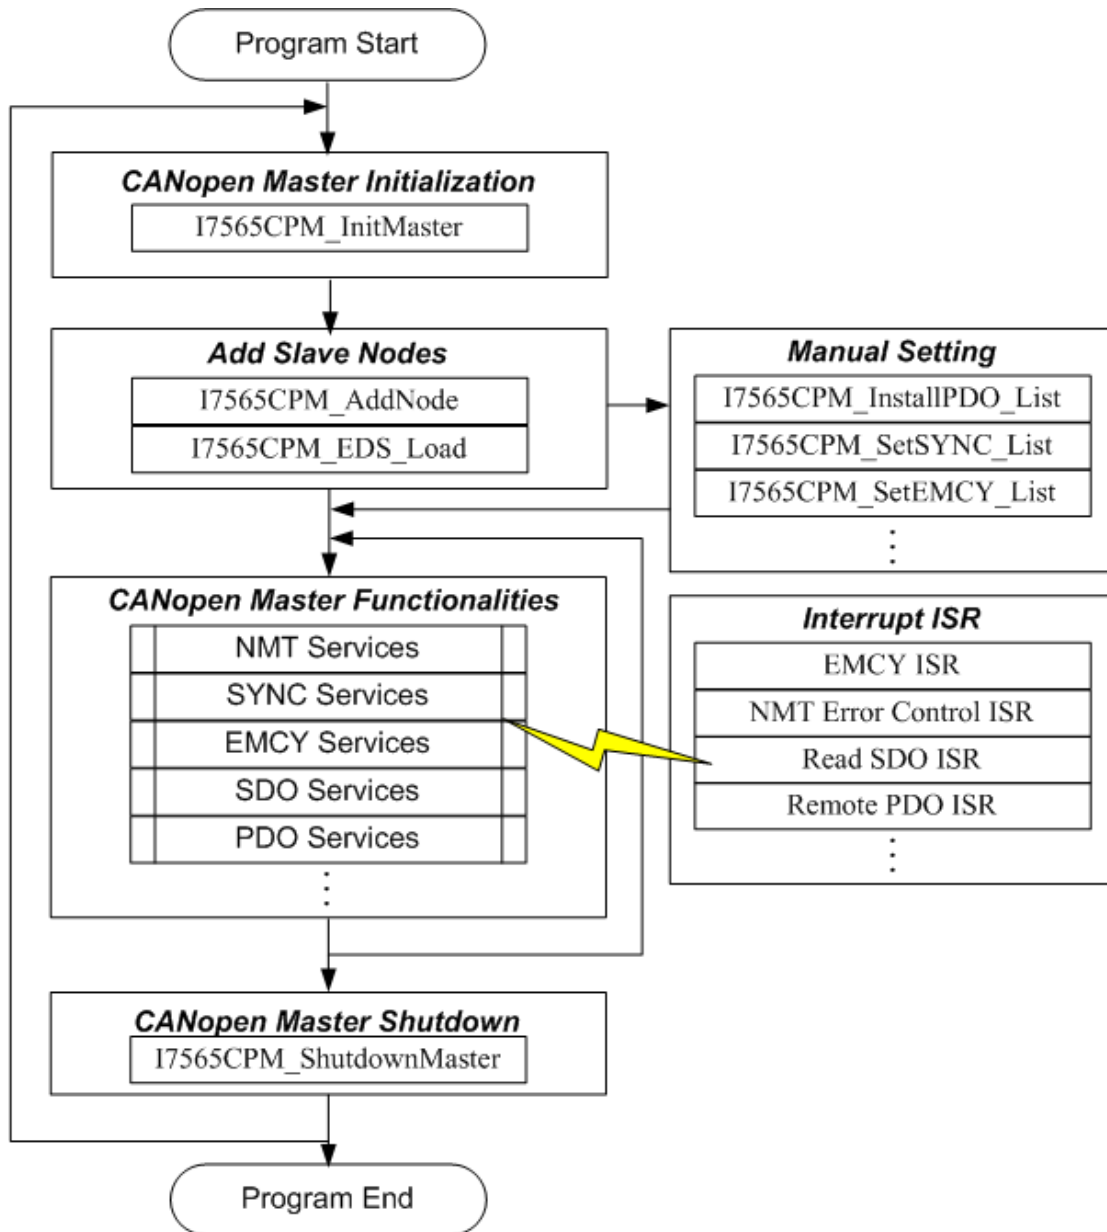 Program Start
CANopen Master Initialization
I7565CPM_InitMaster
Add Slave Nodes
I7565CPM_AddNode
I7565CPM_EDS_Load
Manual Setting
I7565CPM_InstallPDO_List
I7565CPM_SetSYNC_List
I7565CPM_SetEMCY_List
CANopen Master Functionalities
NMT Services
SYNC Services
EMCY Services
SDO Services
PDO Services
Interrupt ISR
EMCY ISR
NMT Error Control ISR
Read SDO ISR
Remote PDO ISR
CANopen Master Shutdown
I7565CPM_ShutdownMaster
Program End